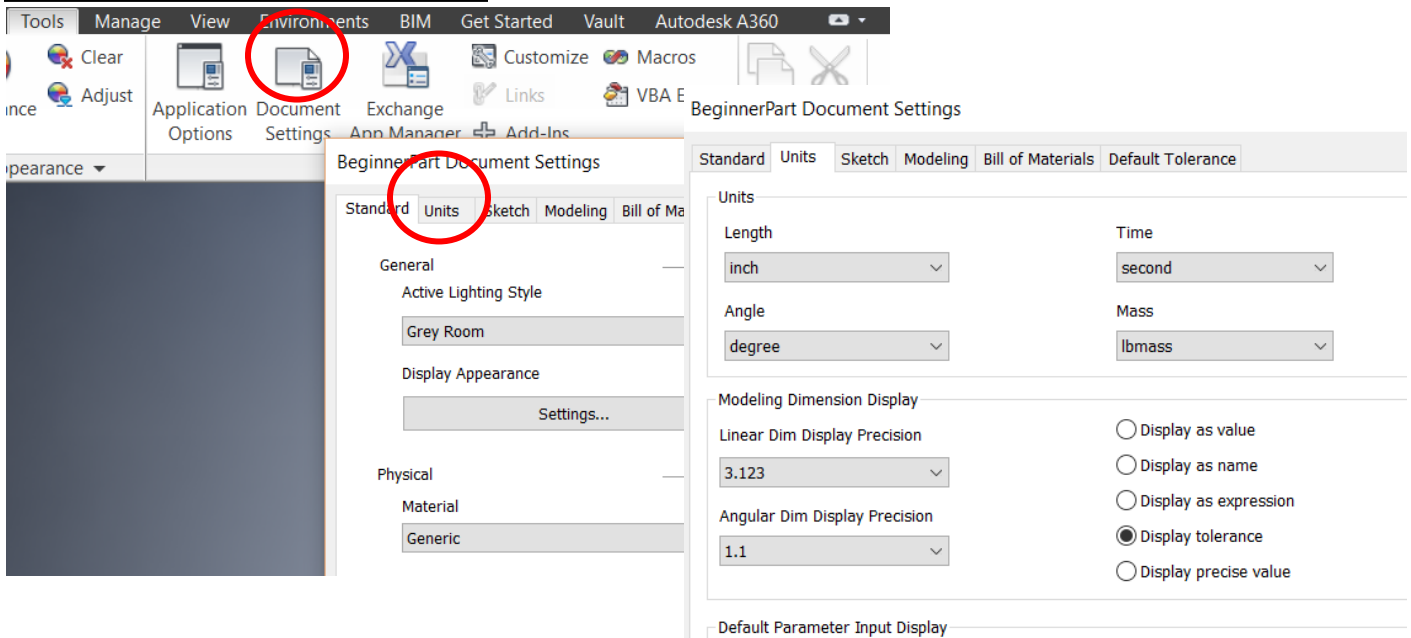 Tools Manage View Environments BIM Get Started Vault Autodesk A360
Clear
Adjust
Application Options
Document Settings
Exchange App Manager
Customize
Links
Add-Ins
Macros
VBA E
nce
pearance
BeginnerPart Document Settings
Standard Units Sketch Modeling Bill of Ma
General
Active Lighting Style
Grey Room
Display Appearance
Settings...
Physical
Material
Generic
BeginnerPart Document Settings
Standard Units Sketch Modeling Bill of Materials Default Tolerance
Units
Length Time
inch second
Angle Mass
degree lbmass
Modeling Dimension Display
Linear Dim Display Precision
3.123
Angular Dim Display Precision
1.1
Display as value
Display as name
Display as expression
Display tolerance
Display precise value
Default Parameter Input Display